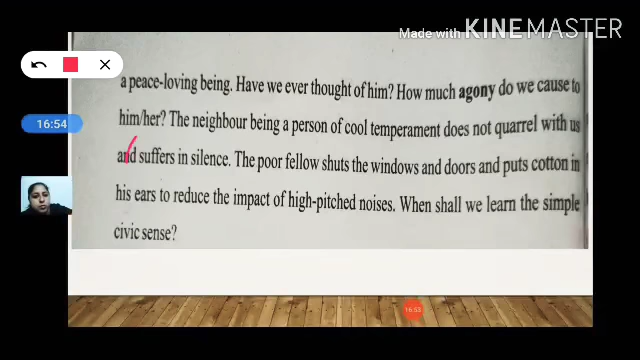 Made with KINEMASTER
a peace-loving being. Have we ever thought of him? How much agony do we cause to
16:54
him/her? The neighbour being a person of cool temperament does not quarrel with us
and suffers in silence. The poor fellow shuts the windows and doors and puts cotton in
his ears to reduce the impact of high-pitched noises. When shall we learn the simple
civic sense?
16:53